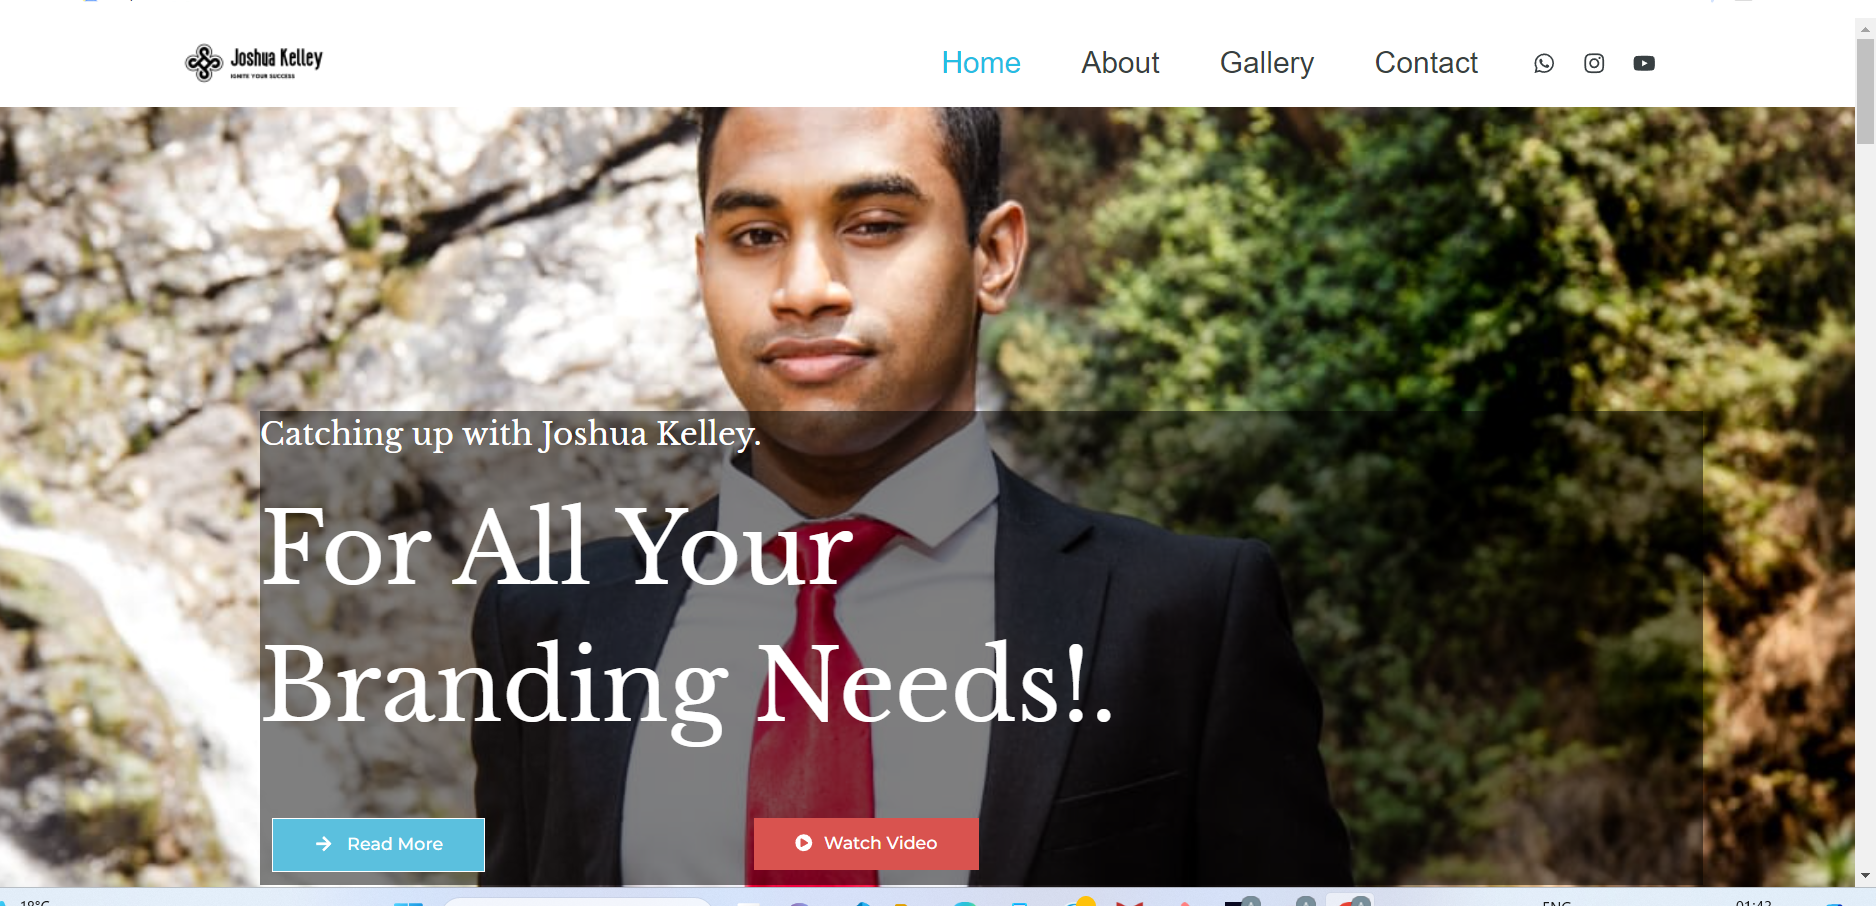 Joshua Kelley
IGNITE YOUR SUCCESS
Home About Gallery Contact
Catching up with Joshua Kelley.
For All Your
Branding Needs!.
Read More
Watch Video